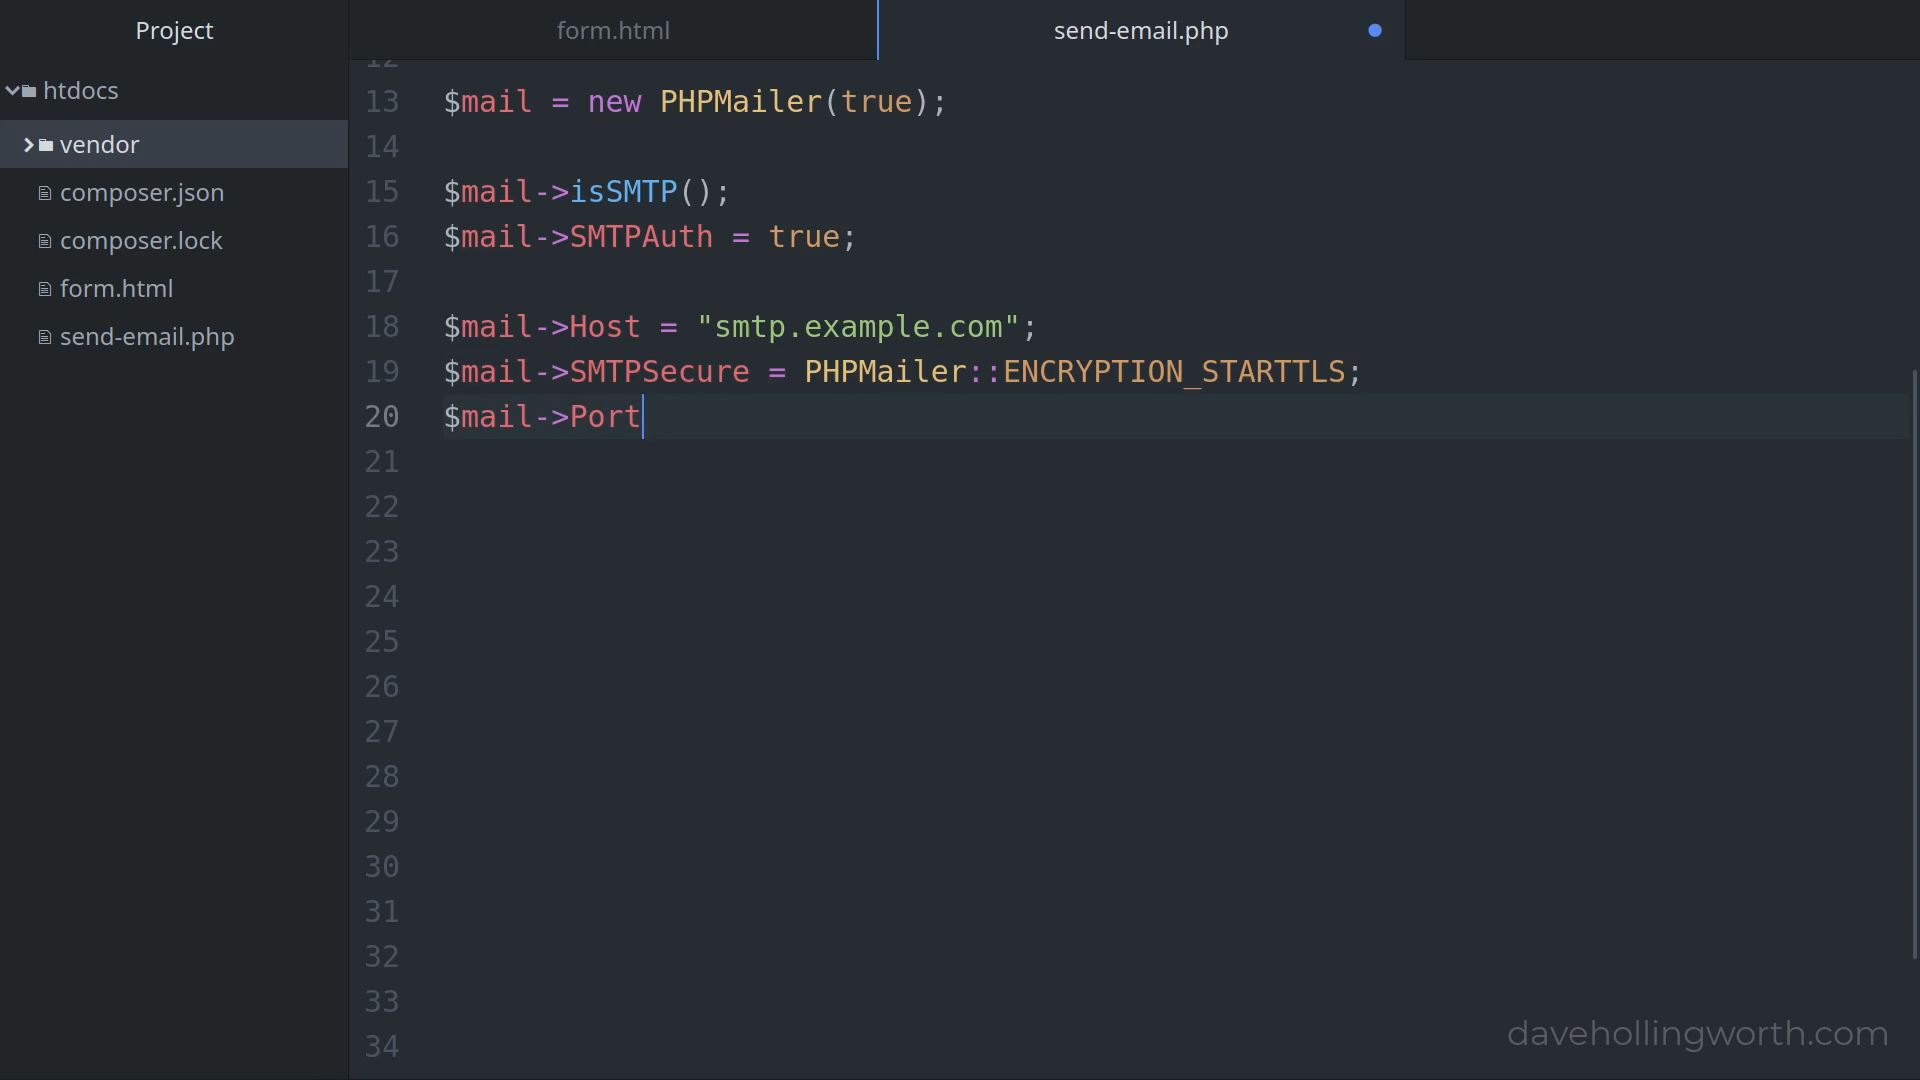 Project
form.html
send-email.php
htdocs
vendor
composer.json
composer.lock
form.html
send-email.php
12
13 $mail = new PHPMailer(true);
14
15 $mail->isSMTP();
16 $mail->SMTPAuth = true;
17
18 $mail->Host = "smtp.example.com";
19 $mail->SMTPSecure = PHPMailer::ENCRYPTION_STARTTLS;
20 $mail->Port
21
22
23
24
25
26
27
28
29
30
31
32
33
34
davehollingworth.com